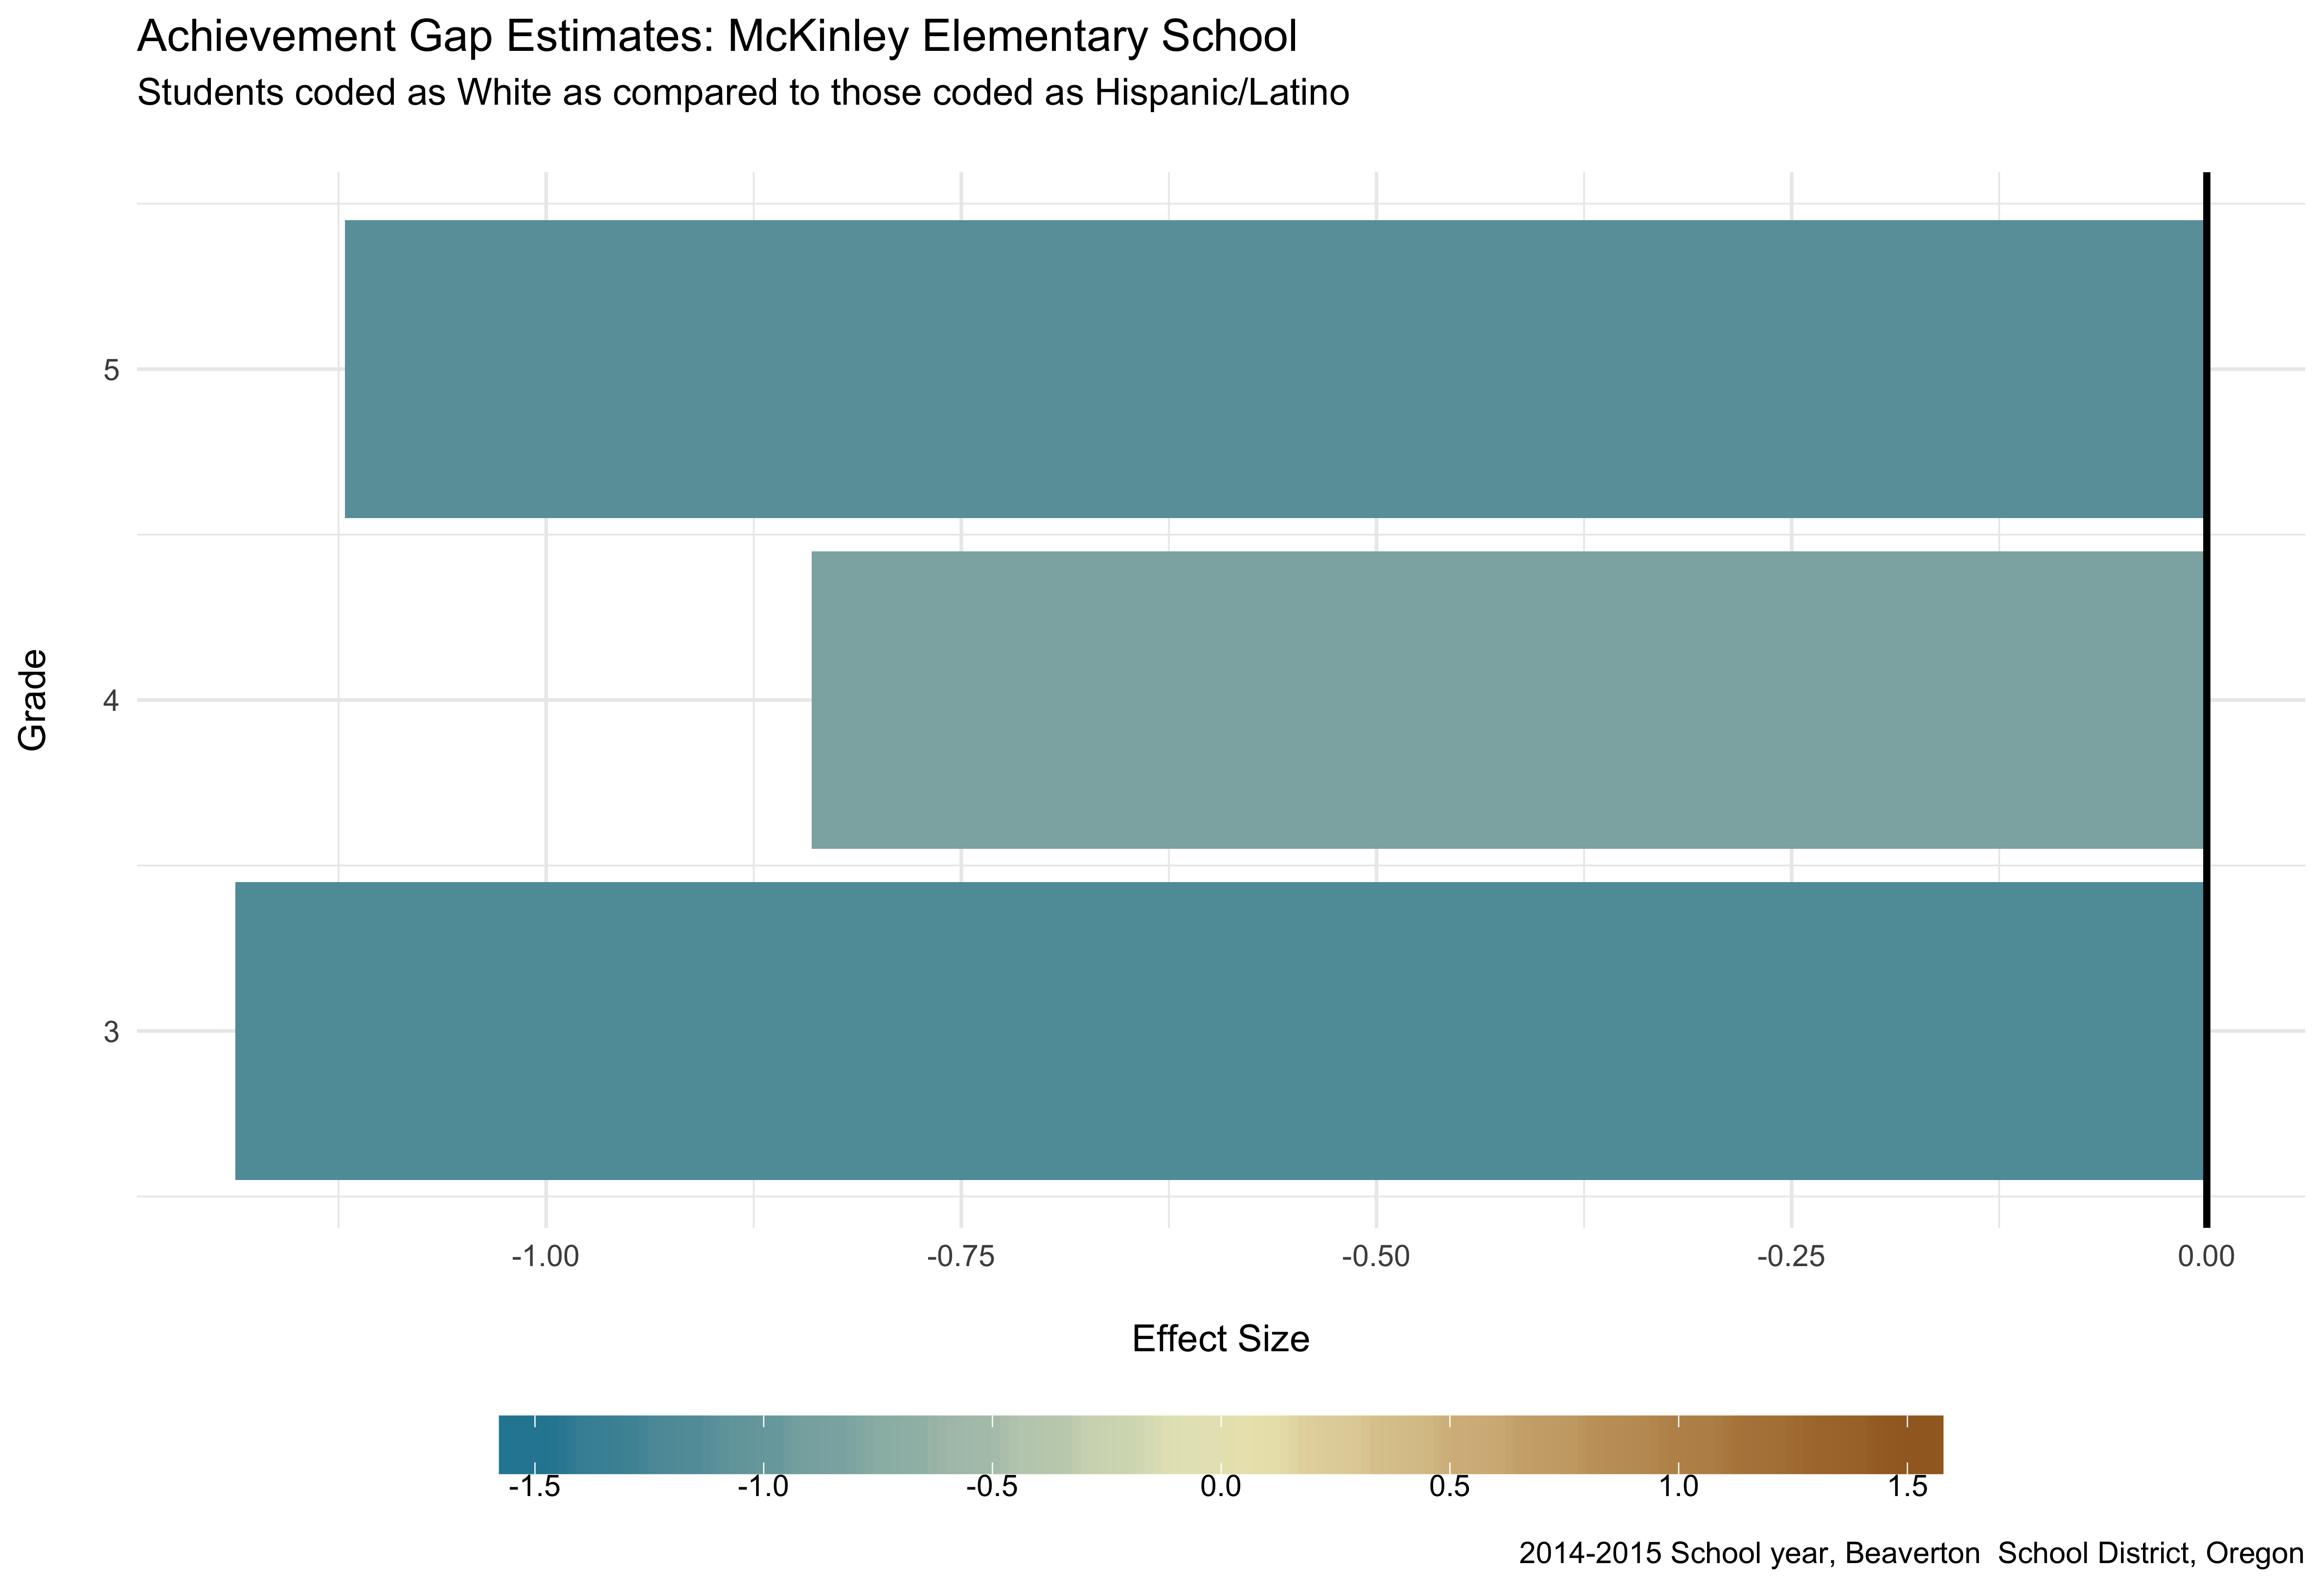 Achievement Gap Estimates: McKinley Elementary School
Students coded as White as compared to those coded as Hispanic/Latino
Grade
5
4
3
-1.00 -0.75 -0.50 -0.25 0.00
Effect Size
-1.5 -1.0 -0.5 0.0 0.5 1.0 1.5
2014-2015 School year, Beaverton  School District, Oregon